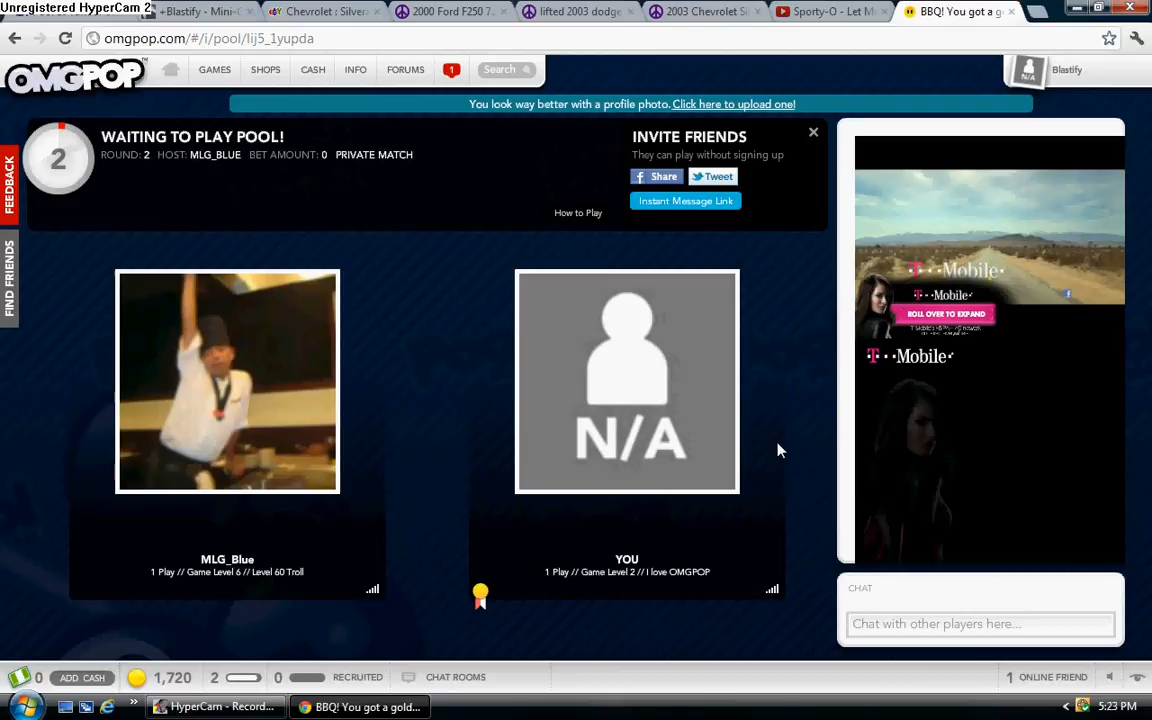 Unregistered HyperCam 2
+Blastify - Mini-G
Chevrolet : Silver
2000 Ford F250 7.
lifted 2003 dodge
2003 Chevrolet Si
Sporty-O - Let M
BBQ! You got a g
omgpop.com/#/i/pool/lij5_1yupda
OMGPOP
GAMES SHOPS CASH INFO FORUMS 1 Search
N/A Blastify
You look way better with a profile photo. Click here to upload one!
FEEDBACK
FIND FRIENDS
2
WAITING TO PLAY POOL!
ROUND: 2 HOST: MLG_BLUE BET AMOUNT: 0 PRIVATE MATCH
How to Play
INVITE FRIENDS
They can play without signing up
Share Tweet
Instant Message Link
T··Mobile·
T··Mobile·
ROLL OVER TO EXPAND
T··Mobile·
N/A
MLG_Blue
1 Play // Game Level 6 // Level 60 Troll
YOU
1 Play // Game Level 2 // I love OMGPOP
CHAT
Chat with other players here...
0 ADD CASH 1,720 2 0 RECRUITED CHAT ROOMS 1 ONLINE FRIEND
HyperCam - Record...
BBQ! You got a gold...
5:23 PM